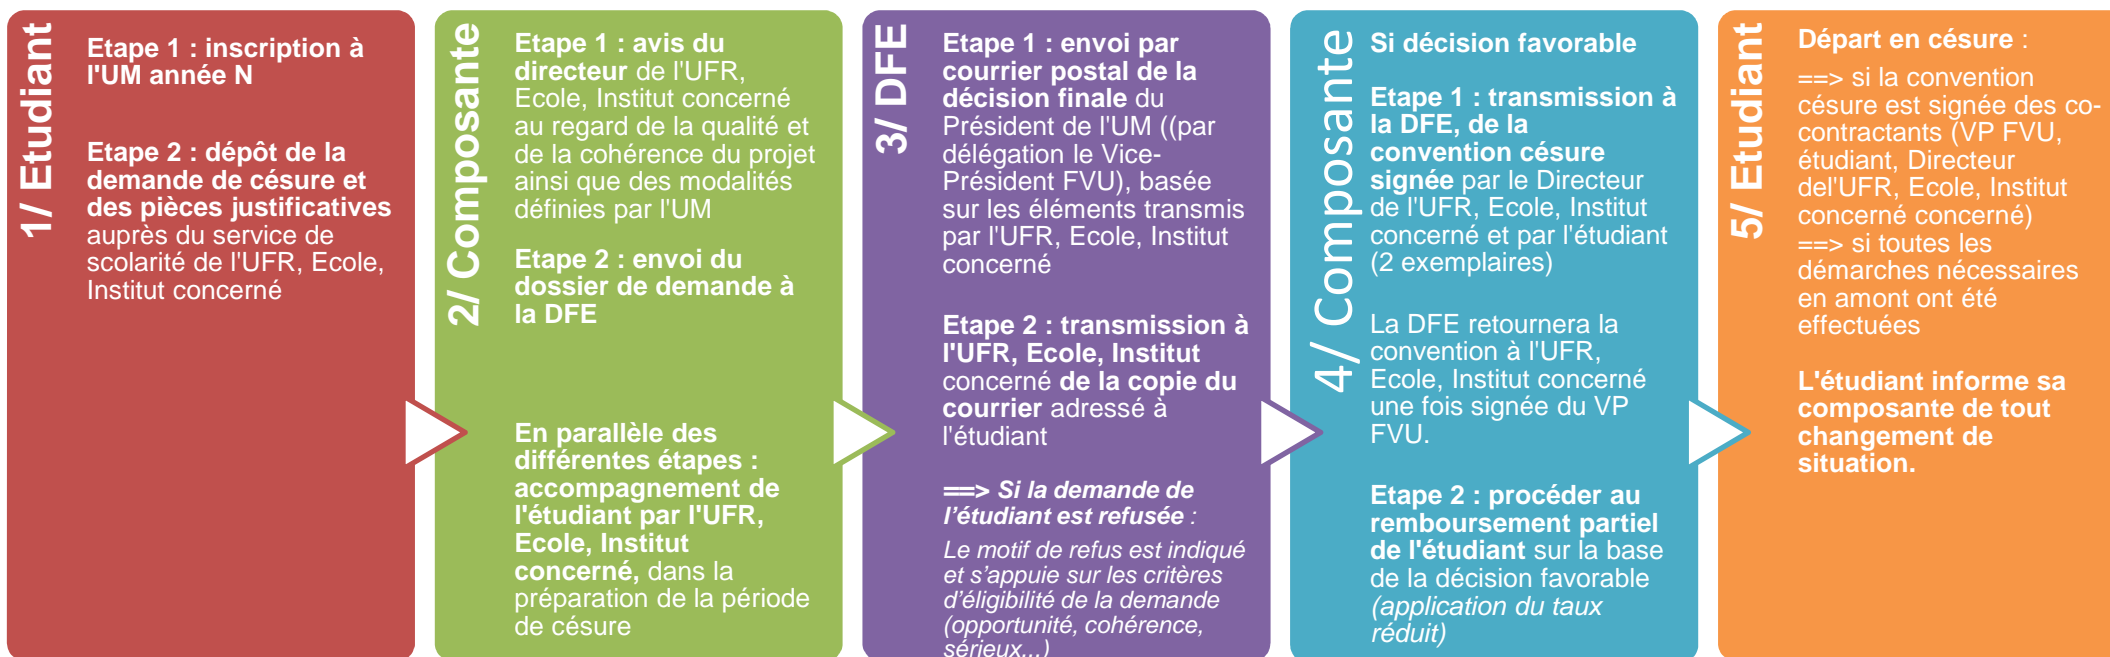 1/ Etudiant
Etape 1 : inscription à
l'UM année N
Etape 2 : dépôt de la
demande de césure et
des pièces justificatives
auprès du service de
scolarité de l'UFR, Ecole,
Institut concerné
2/ Composante
Etape 1 : avis du
directeur de l'UFR,
Ecole, Institut concerné
au regard de la qualité et
de la cohérence du projet
ainsi que des modalités
définies par l'UM
Etape 2 : envoi du
dossier de demande à
la DFE
En parallèle des
différentes étapes :
accompagnement de
l'étudiant par l'UFR,
Ecole, Institut
concerné, dans la
préparation de la période
de césure
3/ DFE
Etape 1 : envoi par
courrier postal de la
décision finale du
Président de l'UM ((par
délégation le Vice-
Président FVU), basée
sur les éléments transmis
par l'UFR, Ecole, Institut
concerné
Etape 2 : transmission à
l'UFR, Ecole, Institut
concerné de la copie du
courrier adressé à
l'étudiant
==> Si la demande de
l’étudiant est refusée :
Le motif de refus est indiqué
et s'appuie sur les critères
d’éligibilité de la demande
(opportunité, cohérence,
sérieux...)
4/ Composante
Si décision favorable
Etape 1 : transmission à
la DFE, de la
convention césure
signée par le Directeur
de l'UFR, Ecole, Institut
concerné et par l'étudiant
(2 exemplaires)
La DFE retournera la
convention à l'UFR,
Ecole, Institut concerné
une fois signée du VP
FVU.
Etape 2 : procéder au
remboursement partiel
de l'étudiant sur la base
de la décision favorable
(application du taux
réduit)
5/ Etudiant
Départ en césure :
==> si la convention
césure est signée des co-
contractants (VP FVU,
étudiant, Directeur
del'UFR, Ecole, Institut
concerné concerné)
==> si toutes les
démarches nécessaires
en amont ont été
effectuées
L'étudiant informe sa
composante de tout
changement de
situation.